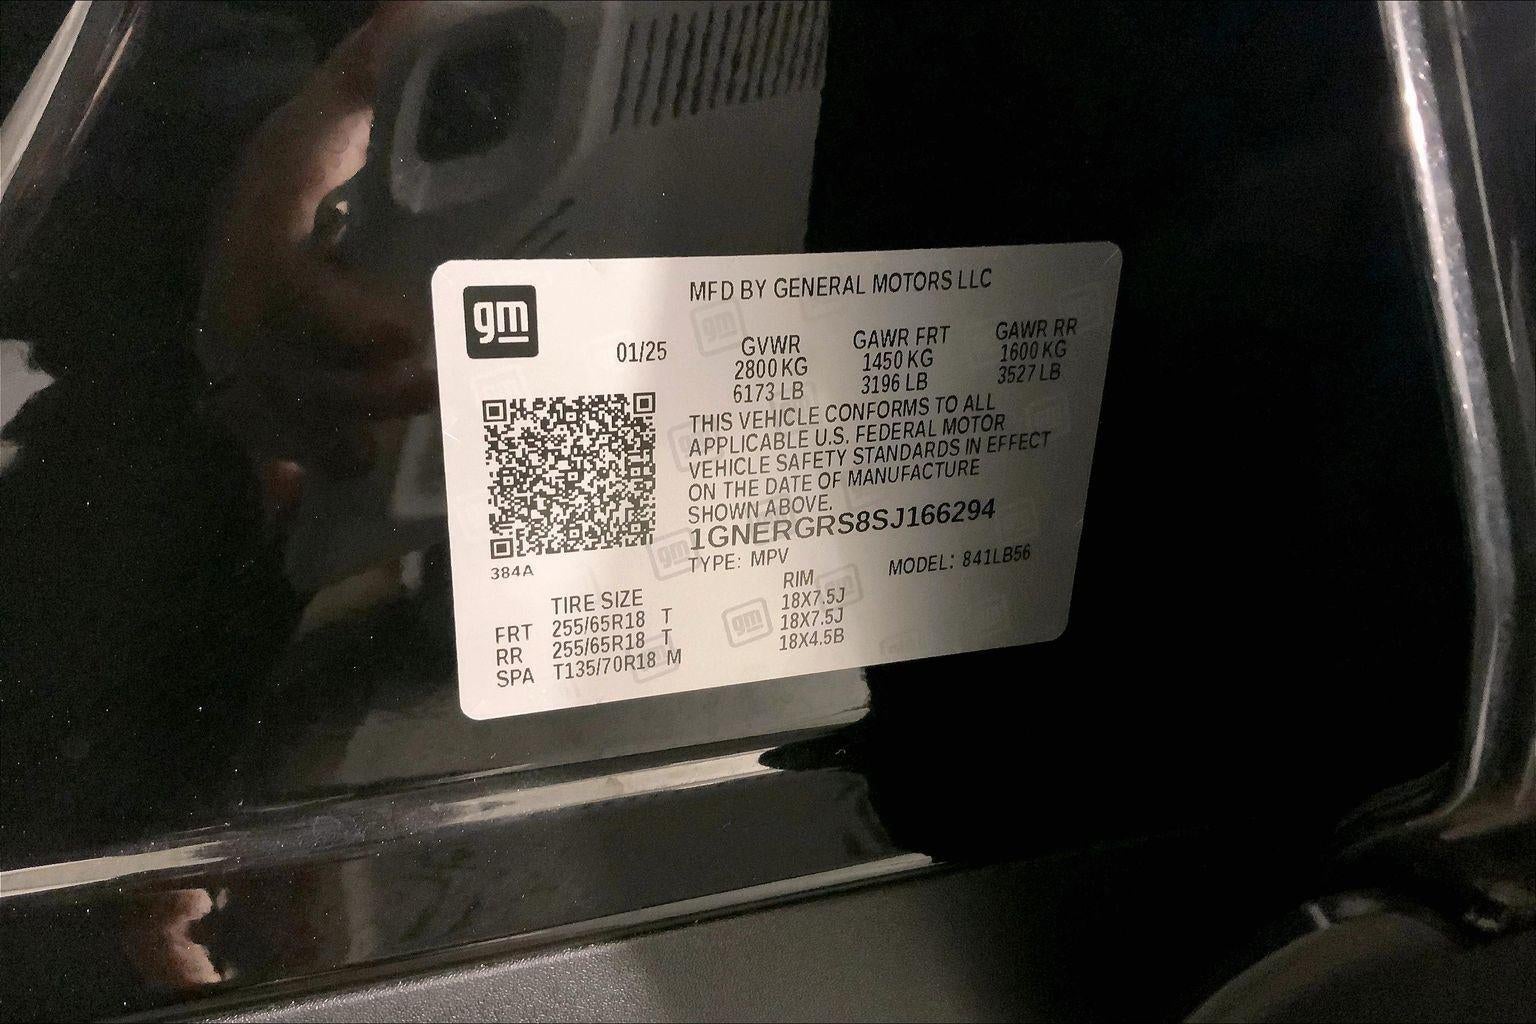 gm
MFD BY GENERAL MOTORS LLC
01/25
GVWR GAWR FRT GAWR RR
2800 KG 1450 KG 1600 KG
6173 LB 3196 LB 3527 LB
THIS VEHICLE CONFORMS TO ALL
APPLICABLE U.S. FEDERAL MOTOR
VEHICLE SAFETY STANDARDS IN EFFECT
ON THE DATE OF MANUFACTURE
SHOWN ABOVE.
1GNERGRS8SJ166294
TYPE: MPV MODEL: 841LB56
384A
TIRE SIZE RIM
FRT 255/65R18 T 18X7.5J
RR 255/65R18 T 18X7.5J
SPA T135/70R18 M 18X4.5B